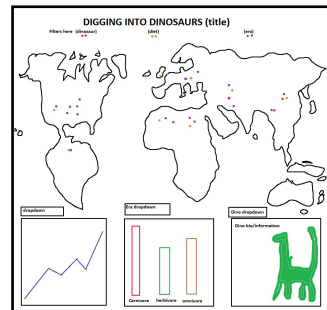 DIGGING INTO DINOSAURS (title)
Filters here (dinosaur) (diet) (era)
dropdown Era dropdown Dino dropdown
Dino bio/information
Carnivore herbivore omnivore